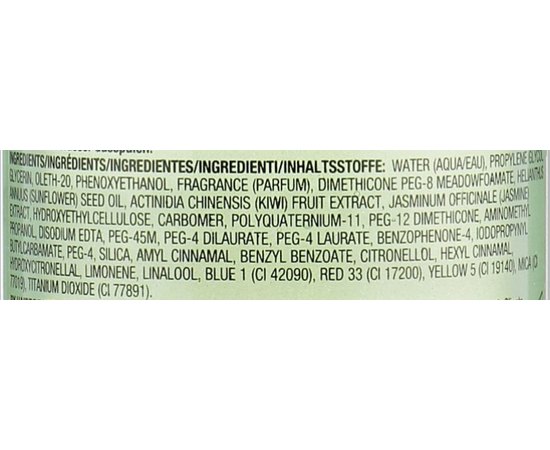 INGREDIENTS/INGRÉDIENTS/INGREDIENTES/INGREDIENTI/INHALTSSTOFFE: WATER (AQUA/EAU), PROPYLENE GLYCOL,
GLYCERIN, OLETH-20, PHENOXYETHANOL, FRAGRANCE (PARFUM), DIMETHICONE PEG-8 MEADOWFOAMATE, HELIANTHUS
ANNUUS (SUNFLOWER) SEED OIL, ACTINIDIA CHINENSIS (KIWI) FRUIT EXTRACT, JASMINUM OFFICINALE (JASMINE)
EXTRACT, HYDROXYETHYLCELLULOSE, CARBOMER, POLYQUATERNIUM-11, PEG-12 DIMETHICONE, AMINOMETHYL
PROPANOL, DISODIUM EDTA, PEG-45M, PEG-4 DILAURATE, PEG-4 LAURATE, BENZOPHENONE-4, IODOPROPYNYL
BUTYLCARBAMATE, PEG-4, SILICA, AMYL CINNAMAL, BENZYL BENZOATE, CITRONELLOL, HEXYL CINNAMAL,
HYDROXYCITRONELLAL, LIMONENE, LINALOOL, BLUE 1 (CI 42090), RED 33 (CI 17200), YELLOW 5 (CI 19140), MICA (CI
77019), TITANIUM DIOXIDE (CI 77891).